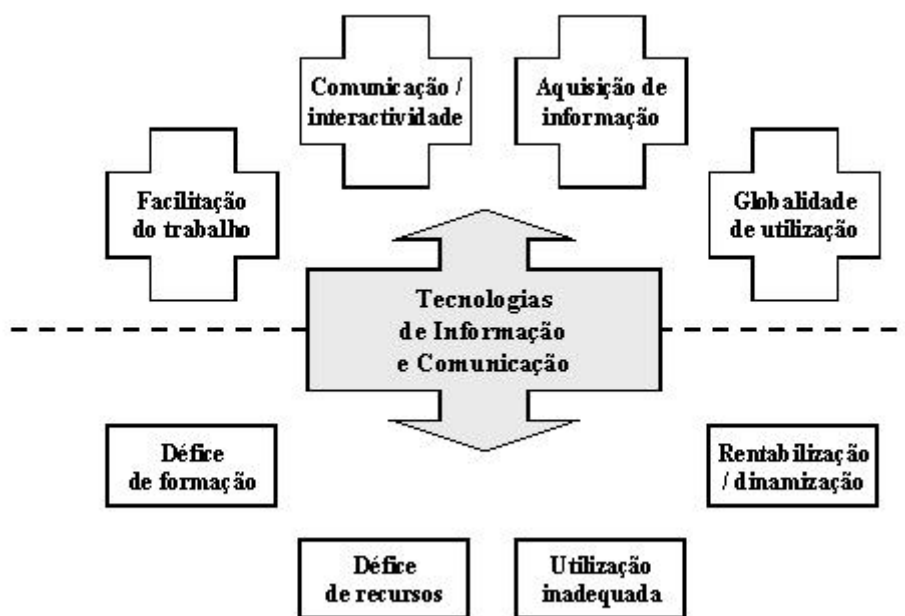 Comunicação /
interactividade
Aquisição de
informação
Facilitação
do trabalho
Globalidade
de utilização
Tecnologias
de Informação
e Comunicação
Défice
de formação
Rentabilização
/ dinamização
Défice
de recursos
Utilização
inadequada